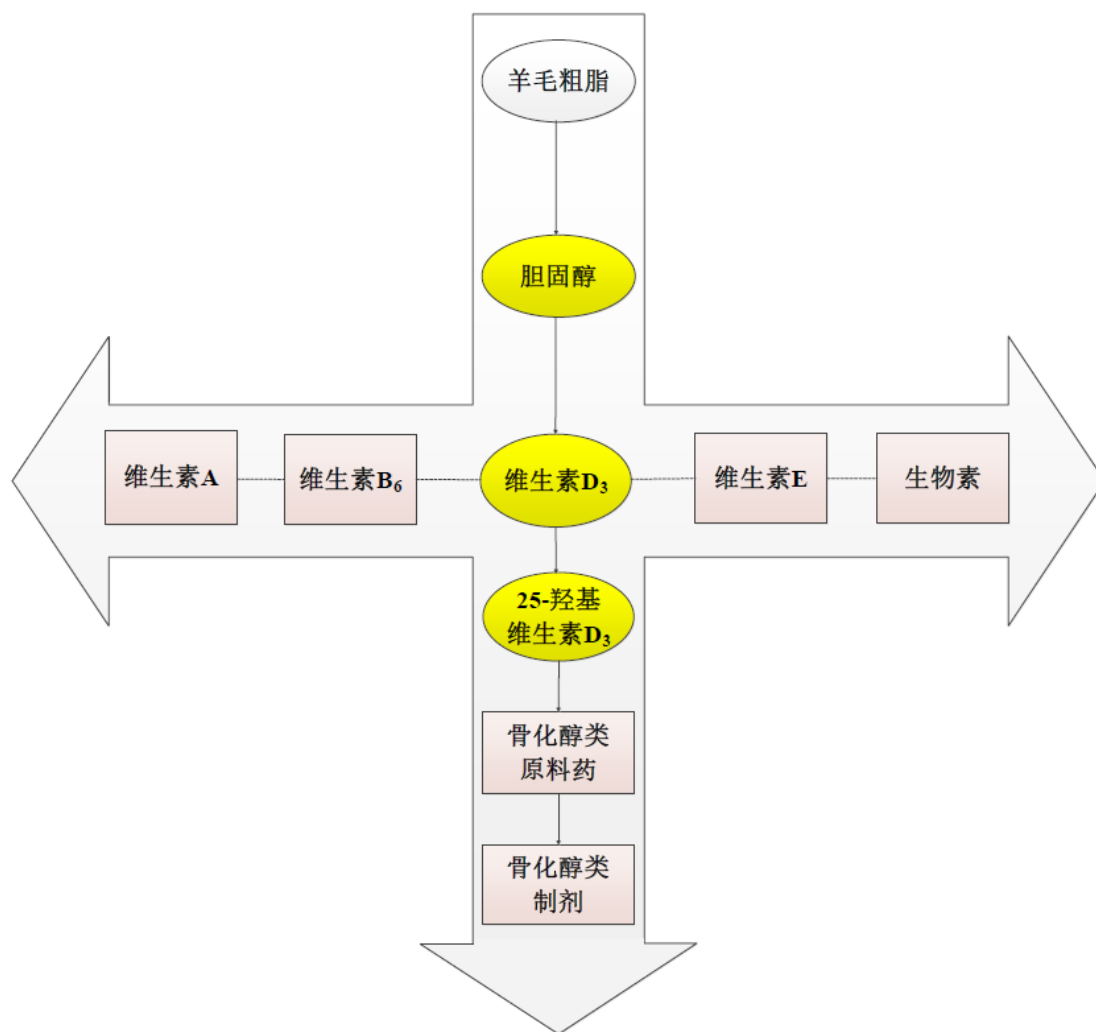 羊毛粗脂
胆固醇
维生素A
维生素B₆
维生素D₃
维生素E
生物素
25-羟基
维生素D₃
骨化醇类
原料药
骨化醇类
制剂